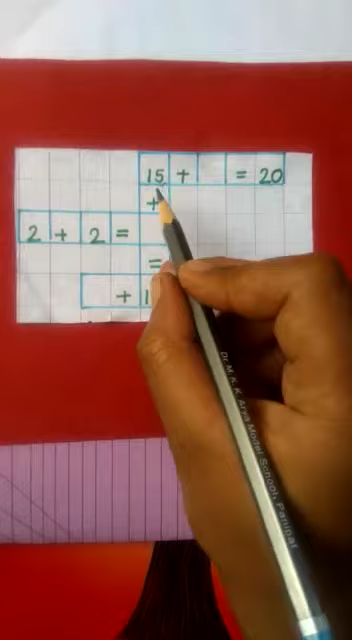 15 + = 20
+
2 + 2 =
=
+ 1
Dr. M. K. K. Arya Model School, Panipat